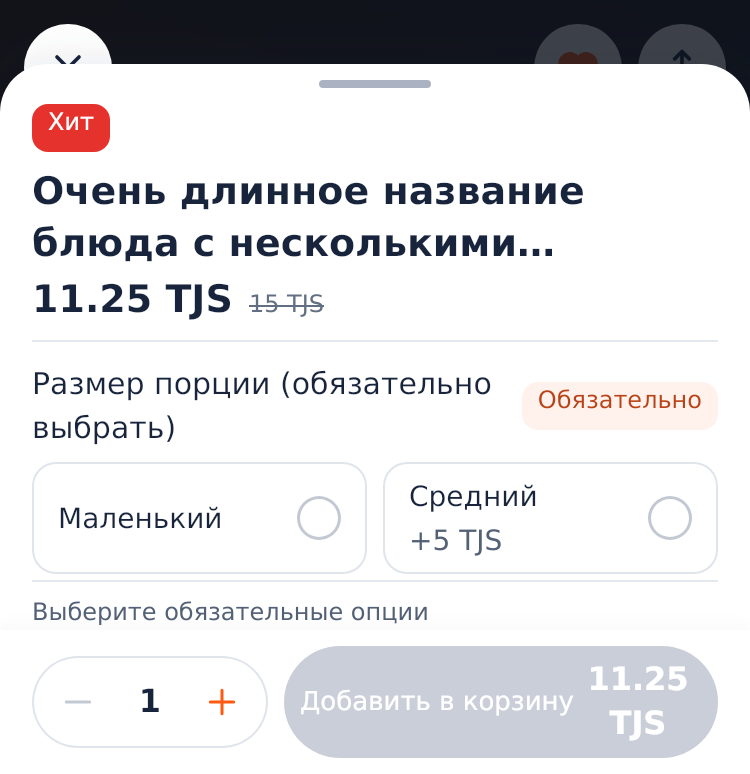 Хит
Очень длинное название
блюда с несколькими…
11.25 TJS 15 TJS
Размер порции (обязательно
выбрать)
Обязательно
Маленький
Средний
+5 TJS
Выберите обязательные опции
1
Добавить в корзину
11.25
TJS